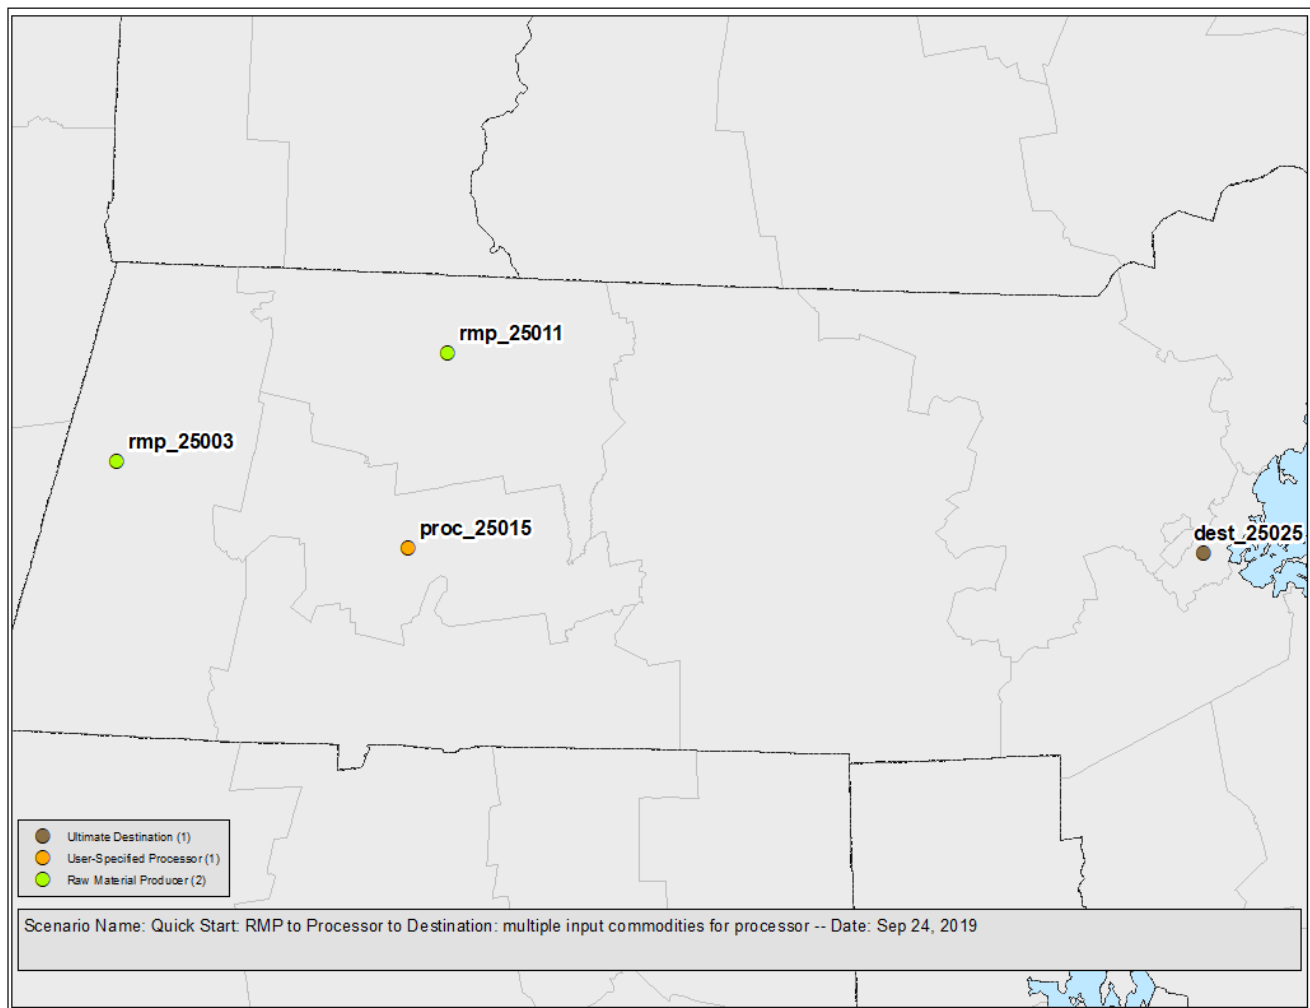 rmp_25011
rmp_25003
proc_25015
dest_25025
Ultimate Destination (1)
User-Specified Processor (1)
Raw Material Producer (2)
Scenario Name: Quick Start: RMP to Processor to Destination: multiple input commodities for processor -- Date: Sep 24, 2019